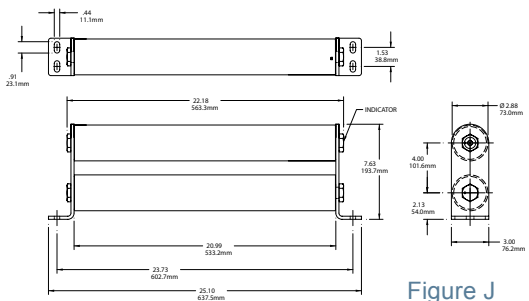 .44
11.1mm
.91
23.1mm
1.53
38.8mm
22.18
563.3mm
INDICATOR
Ø 2.88
73.0mm
7.63
193.7mm
4.00
101.6mm
2.13
54.0mm
20.99
533.2mm
3.00
76.2mm
23.73
602.7mm
25.10
637.5mm
Figure J